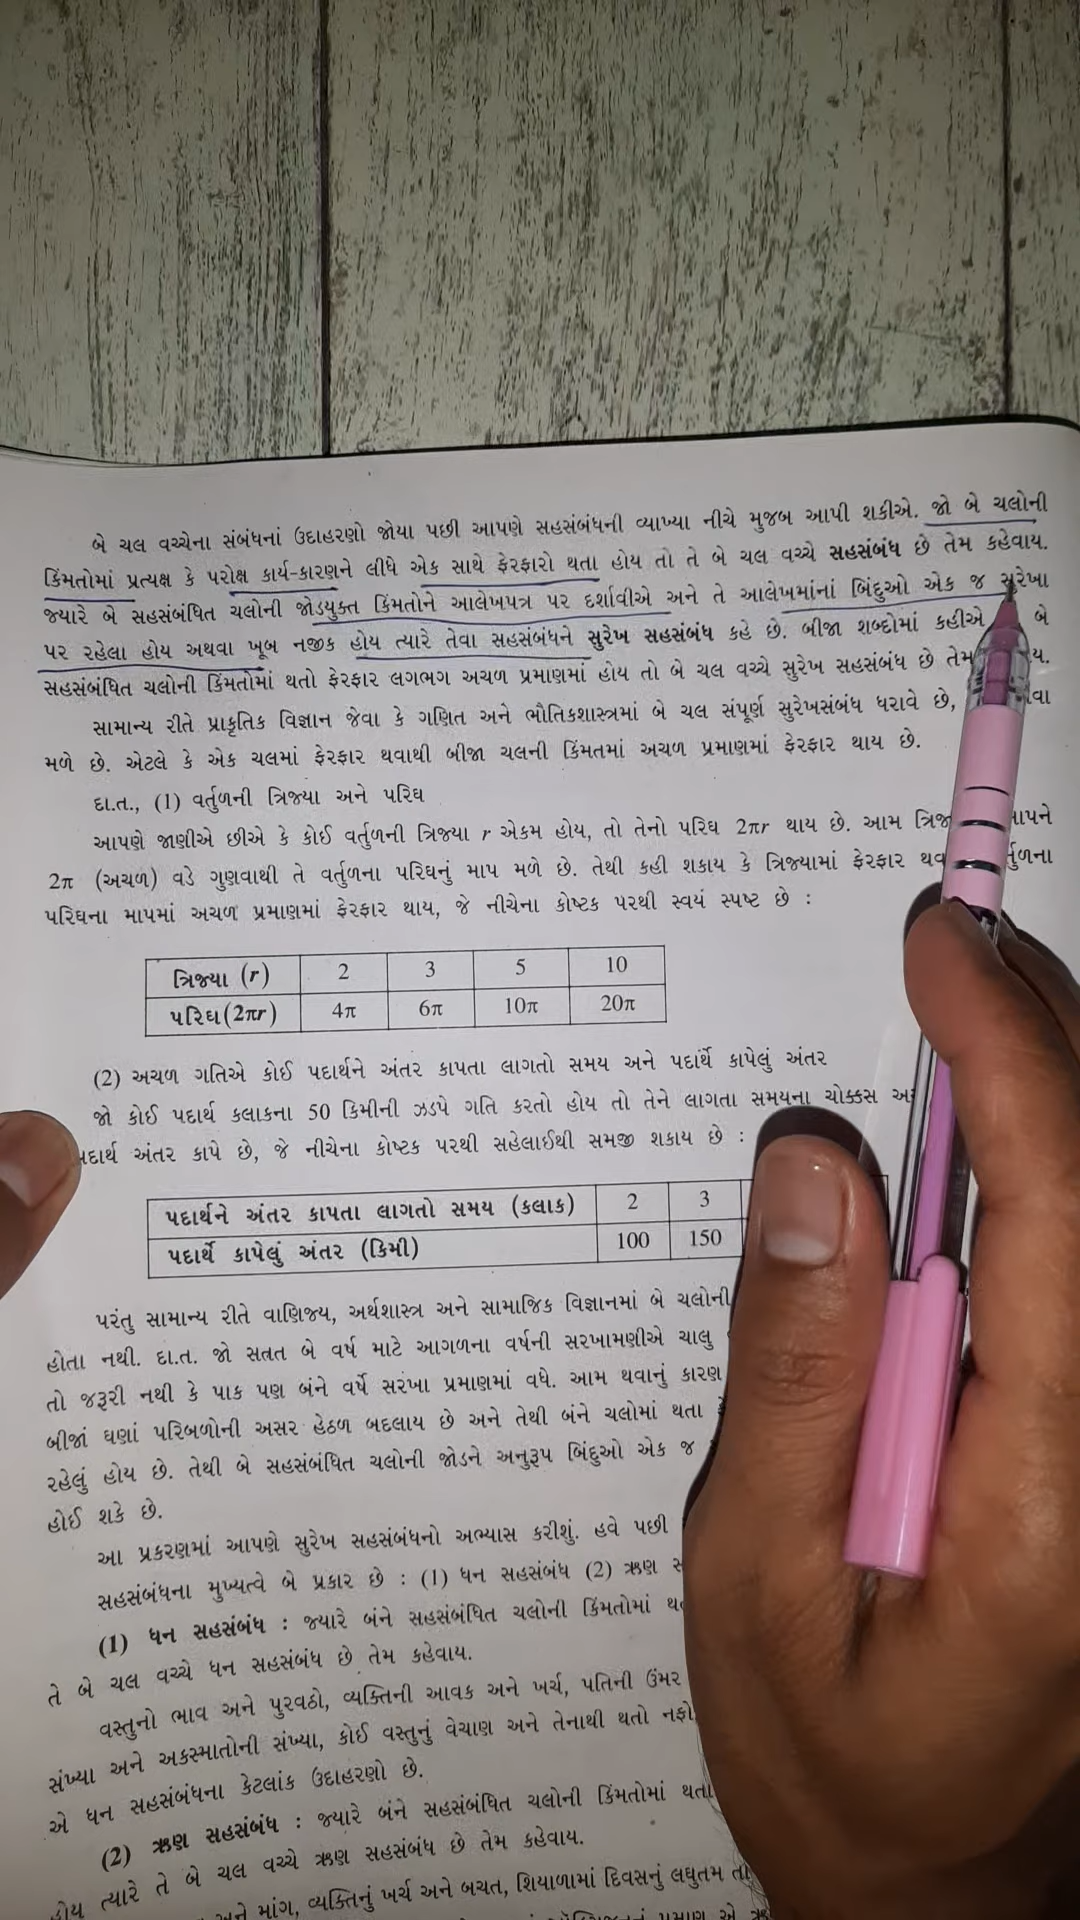 બે ચલ વચ્ચેના સંબંધનાં ઉદાહરણો જોયા પછી આપણે સહસંબંધની વ્યાખ્યા નીચે મુજબ આપી શકીએ. જો બે ચલોની
કિંમતોમાં પ્રત્યક્ષ કે પરોક્ષ કાર્ય-કારણને લીધે એક સાથે ફેરફારો થતા હોય તો તે બે ચલ વચ્ચે સહસંબંધ છે તેમ કહેવાય.
જ્યારે બે સહસંબંધિત ચલોની જોડયુક્ત કિંમતોને આલેખપત્ર પર દર્શાવીએ અને તે આલેખમાંનાં બિંદુઓ એક જ સુરેખા
પર રહેલા હોય અથવા ખૂબ નજીક હોય ત્યારે તેવા સહસંબંધને સુરેખ સહસંબંધ કહે છે. બીજા શબ્દોમાં કહીએ બે
સહસંબંધિત ચલોની કિંમતોમાં થતો ફેરફાર લગભગ અચળ પ્રમાણમાં હોય તો બે ચલ વચ્ચે સુરેખ સહસંબંધ છે તેમ
સામાન્ય રીતે પ્રાકૃતિક વિજ્ઞાન જેવા કે ગણિત અને ભૌતિકશાસ્ત્રમાં બે ચલ સંપૂર્ણ સુરેખસંબંધ ધરાવે છે,
મળે છે. એટલે કે એક ચલમાં ફેરફાર થવાથી બીજા ચલની કિંમતમાં અચળ પ્રમાણમાં ફેરફાર થાય છે.
દા.ત., (1) વર્તુળની ત્રિજ્યા અને પરિઘ
આપણે જાણીએ છીએ કે કોઈ વર્તુળની ત્રિજ્યા r એકમ હોય, તો તેનો પરિઘ 2πr થાય છે. આમ
2π (અચળ) વડે ગુણવાથી તે વર્તુળના પરિઘનું માપ મળે છે. તેથી કહી શકાય કે ત્રિજ્યામાં ફેરફાર
પરિઘના માપમાં અચળ પ્રમાણમાં ફેરફાર થાય, જે નીચેના કોષ્ટક પરથી સ્વયં સ્પષ્ટ છે :
ત્રિજ્યા (r) 2 3 5 10
પરિઘ(2πr) 4π 6π 10π 20π
(2) અચળ ગતિએ કોઈ પદાર્થને અંતર કાપતા લાગતો સમય અને પદાર્થે કાપેલું અંતર
જો કોઈ પદાર્થ કલાકના 50 કિમીની ઝડપે ગતિ કરતો હોય તો તેને લાગતા સમયના ચોક્કસ
અંતર કાપે છે, જે નીચેના કોષ્ટક પરથી સહેલાઈથી સમજી શકાય છે :
પદાર્થને અંતર કાપતા લાગતો સમય (કલાક) 2 3
પદાર્થે કાપેલું અંતર (કિમી) 100 150
પરંતુ સામાન્ય રીતે વાણિજ્ય, અર્થશાસ્ત્ર અને સામાજિક વિજ્ઞાનમાં બે ચલોની
હોતા નથી. દા.ત. જો સતત બે વર્ષ માટે આગળના વર્ષની સરખામણીએ ચાલુ
તો જરૂરી નથી કે પાક પણ બંને વર્ષે સરખા પ્રમાણમાં વધે. આમ થવાનું કારણ
બીજાં ઘણાં પરિબળોની અસર હેઠળ બદલાય છે અને તેથી બંને ચલોમાં થતા
રહેલું હોય છે. તેથી બે સહસંબંધિત ચલોની જોડને અનુરૂપ બિંદુઓ એક જ
હોઈ શકે છે.
આ પ્રકરણમાં આપણે સુરેખ સહસંબંધનો અભ્યાસ કરીશું. હવે પછી
સહસંબંધના મુખ્યત્વે બે પ્રકાર છે : (1) ધન સહસંબંધ (2) ઋણ
(1) ધન સહસંબંધ : જ્યારે બંને સહસંબંધિત ચલોની કિંમતોમાં
તે બે ચલ વચ્ચે ધન સહસંબંધ છે તેમ કહેવાય.
વસ્તુનો ભાવ અને પુરવઠો, વ્યક્તિની આવક અને ખર્ચ, પતિની ઉંમર
સંખ્યા અને અકસ્માતોની સંખ્યા, કોઈ વસ્તુનું વેચાણ અને તેનાથી થતો નફો
એ ધન સહસંબંધના કેટલાંક ઉદાહરણો છે.
(2) ઋણ સહસંબંધ : જ્યારે બંને સહસંબંધિત ચલોની કિંમતોમાં થતા
હોય ત્યારે તે બે ચલ વચ્ચે ઋણ સહસંબંધ છે તેમ કહેવાય.
અને માંગ, વ્યક્તિનું ખર્ચ અને બચત, શિયાળામાં દિવસનું લઘુતમ